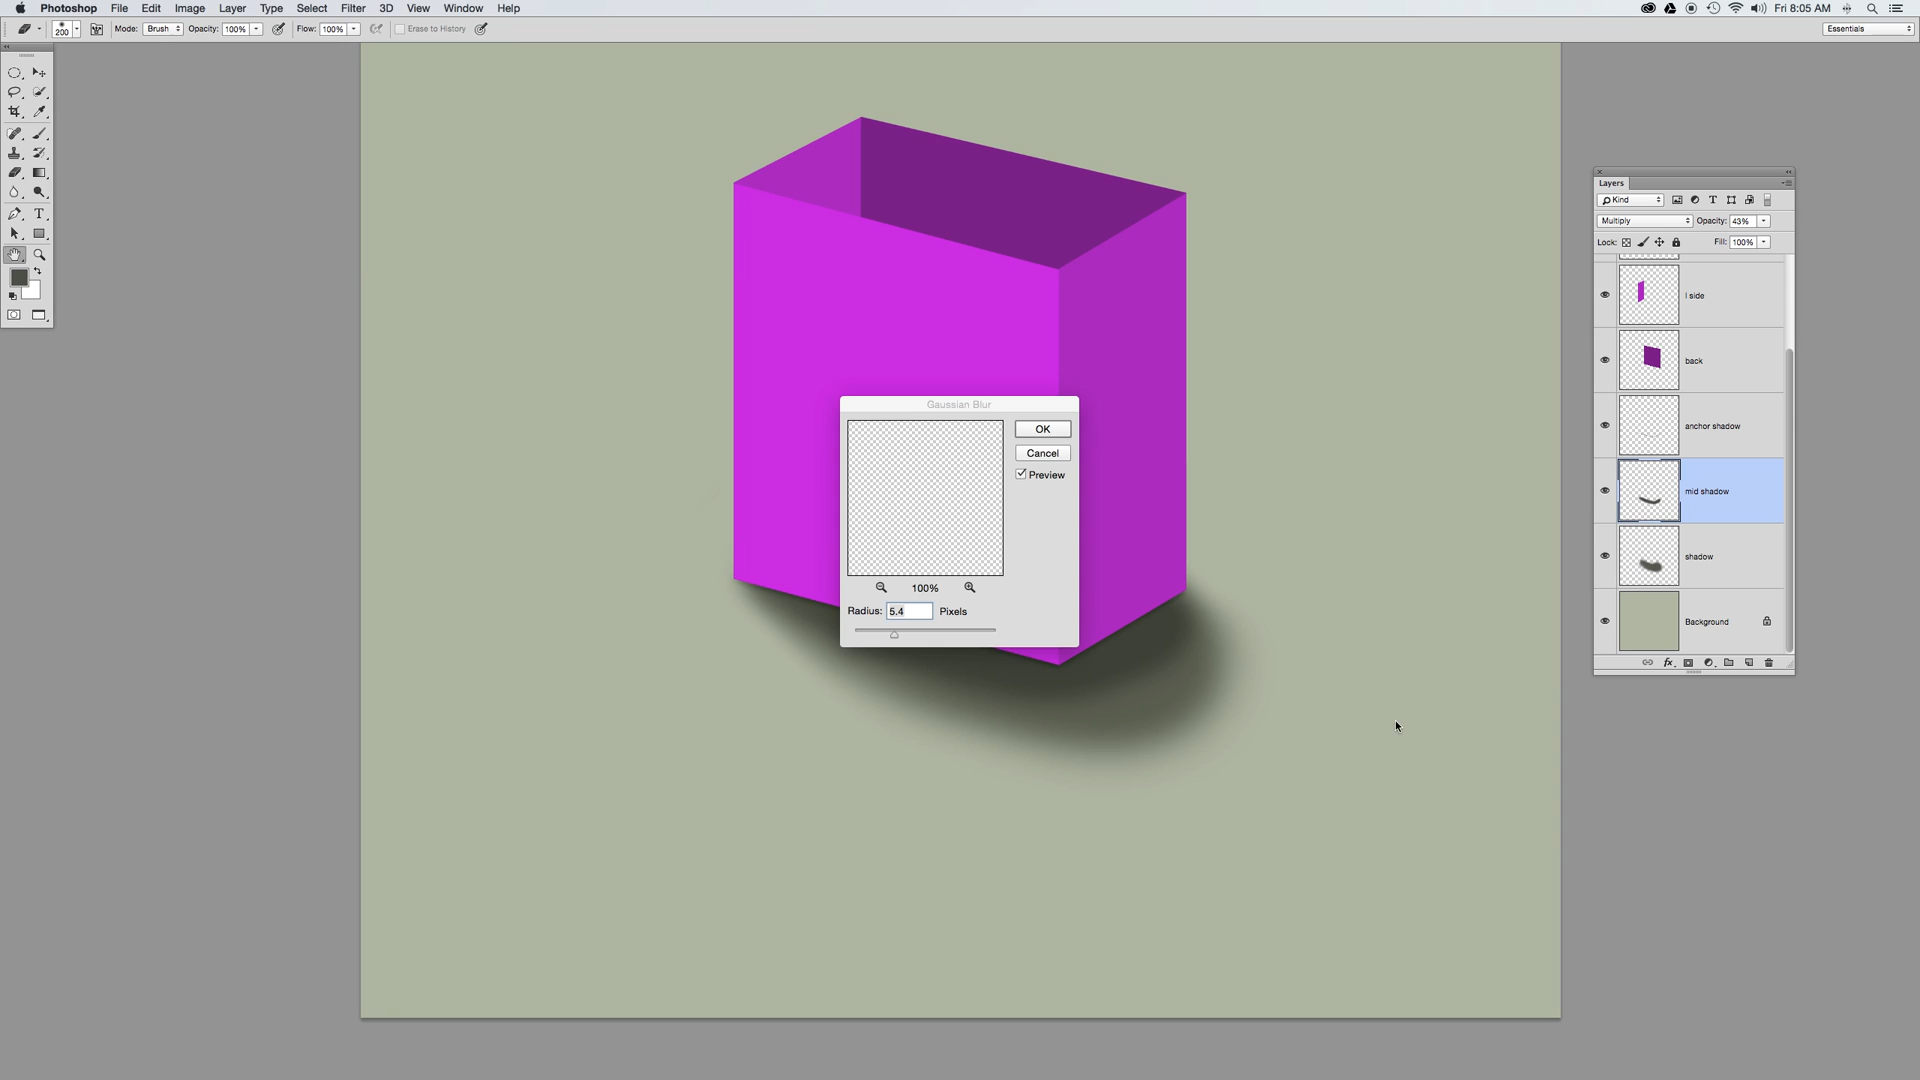 Photoshop File Edit Image Layer Type Select Filter 3D View Window Help Fri 8:05 AM
200 Mode: Brush Opacity: 100% Flow: 100% Erase to History Essentials
Layers
Kind
Multiply Opacity: 43%
Lock: Fill: 100%
l side
back
anchor shadow
mid shadow
shadow
Background
fx
Gaussian Blur
OK
Cancel
Preview
100%
Radius: 5.4 Pixels